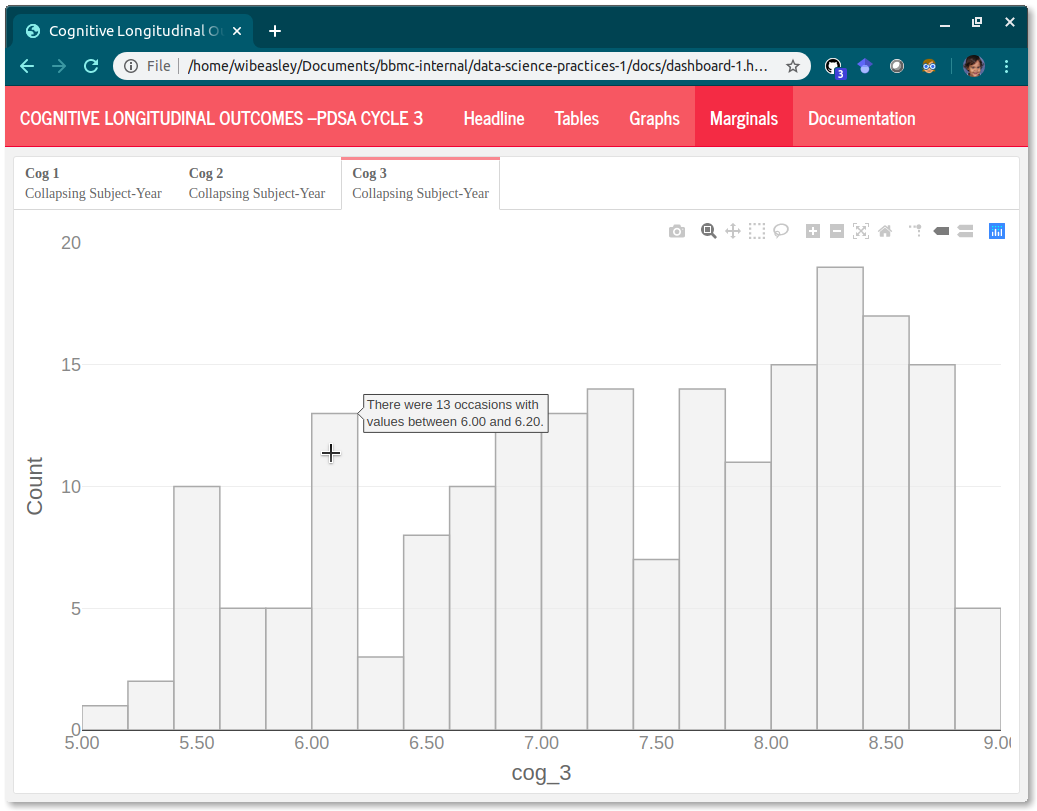 Cognitive Longitudinal O
File /home/wibeasley/Documents/bbmc-internal/data-science-practices-1/docs/dashboard-1.h...
3
COGNITIVE LONGITUDINAL OUTCOMES –PDSA CYCLE 3 Headline Tables Graphs Marginals Documentation
Cog 1 Cog 2 Cog 3
Collapsing Subject-Year Collapsing Subject-Year Collapsing Subject-Year
20
15
There were 13 occasions with
values between 6.00 and 6.20.
10
5
0
Count
5.00 5.50 6.00 6.50 7.00 7.50 8.00 8.50 9.00
cog_3